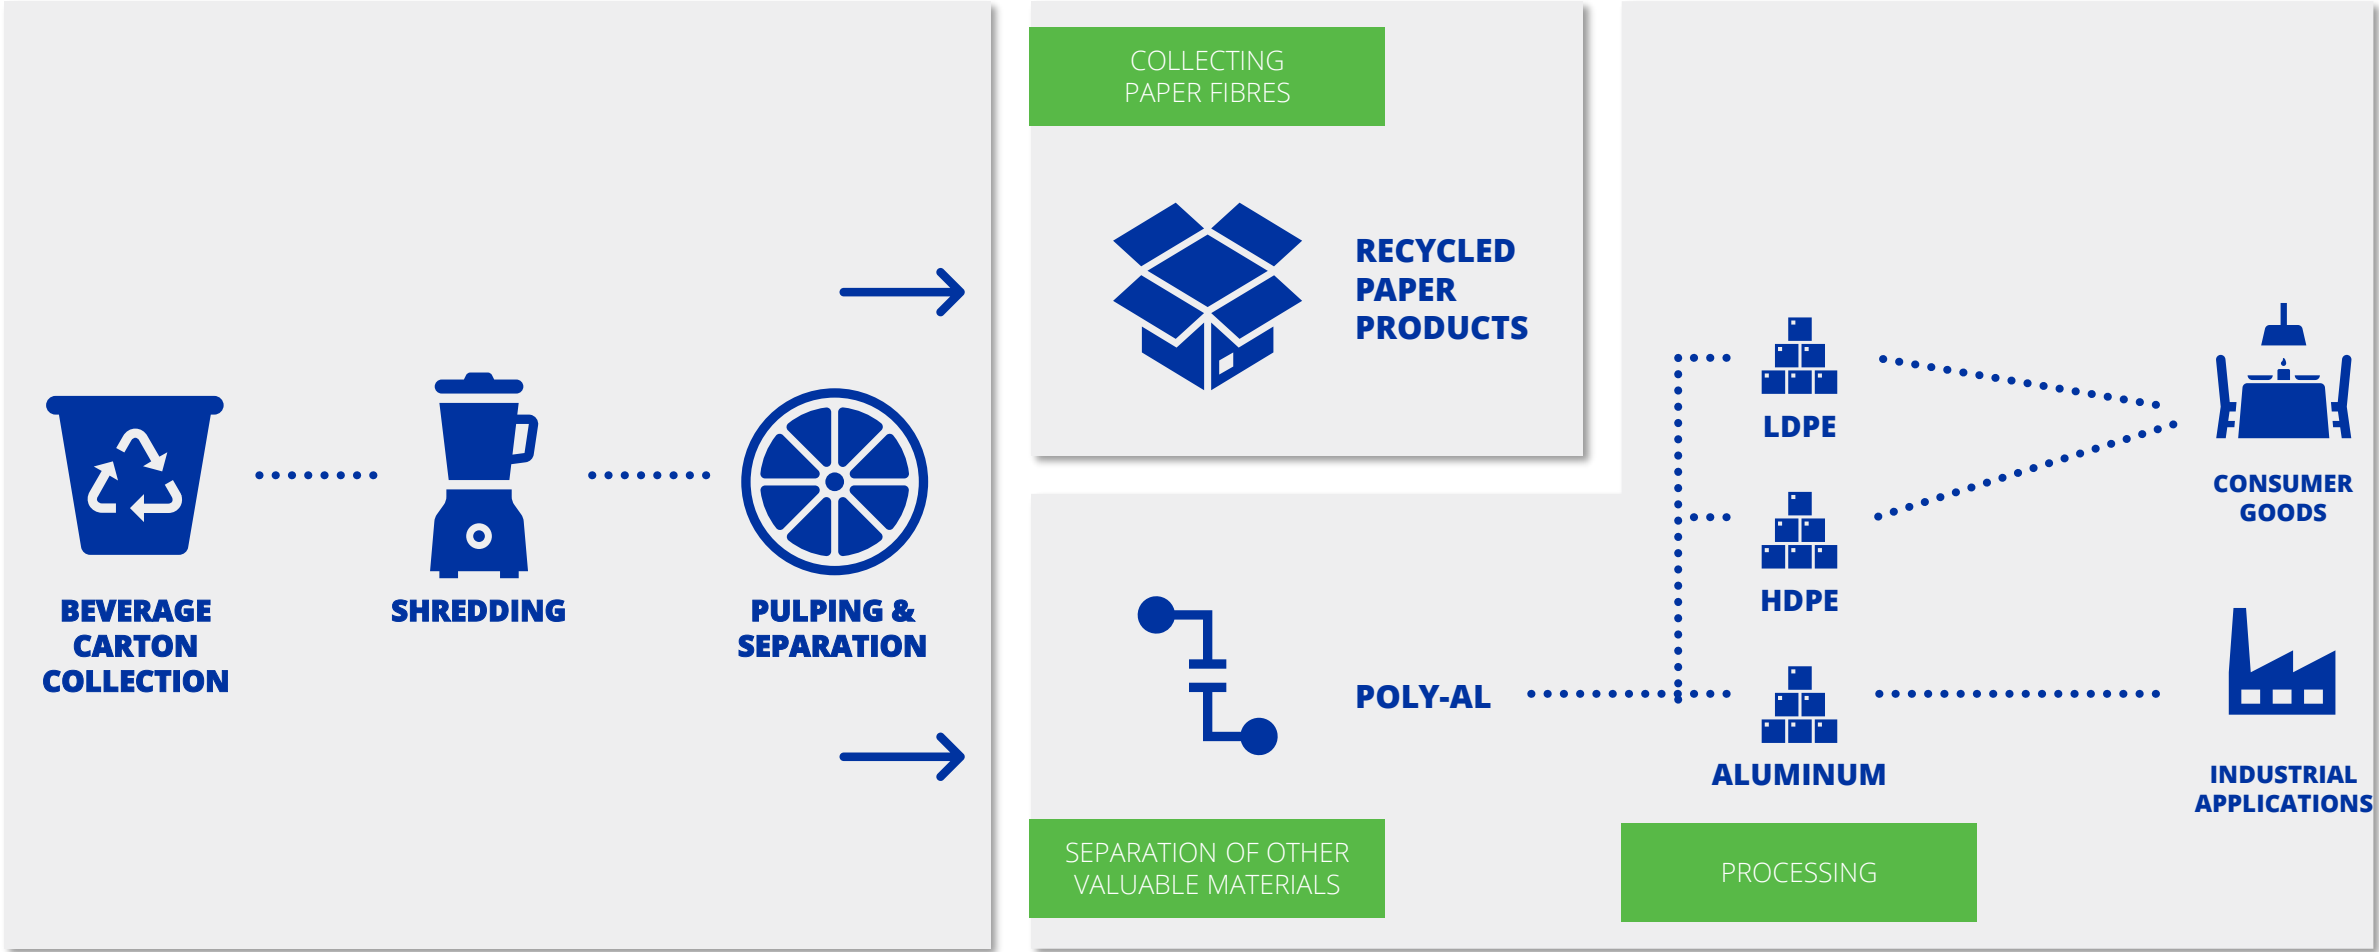 BEVERAGE
CARTON
COLLECTION
SHREDDING
PULPING &
SEPARATION
COLLECTING
PAPER FIBRES
RECYCLED
PAPER
PRODUCTS
POLY-AL
SEPARATION OF OTHER
VALUABLE MATERIALS
LDPE
HDPE
ALUMINUM
PROCESSING
CONSUMER
GOODS
INDUSTRIAL
APPLICATIONS